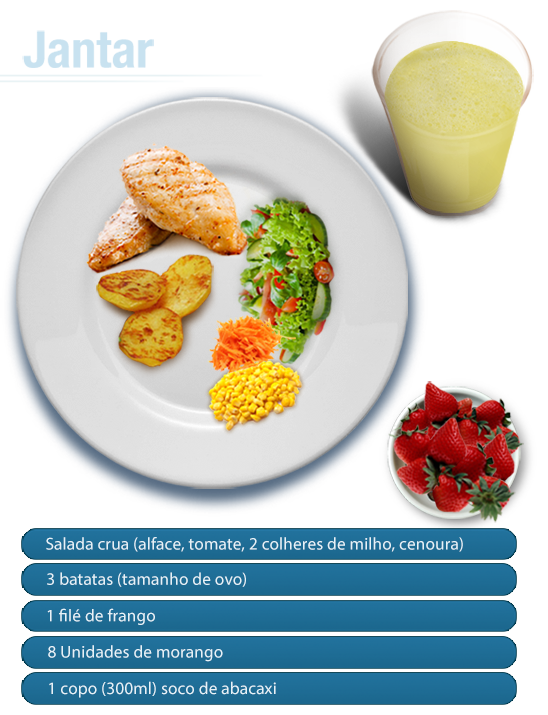 Jantar
Salada crua (alface, tomate, 2 colheres de milho, cenoura)
3 batatas (tamanho de ovo)
1 filé de frango
8 Unidades de morango
1 copo (300ml) soco de abacaxi